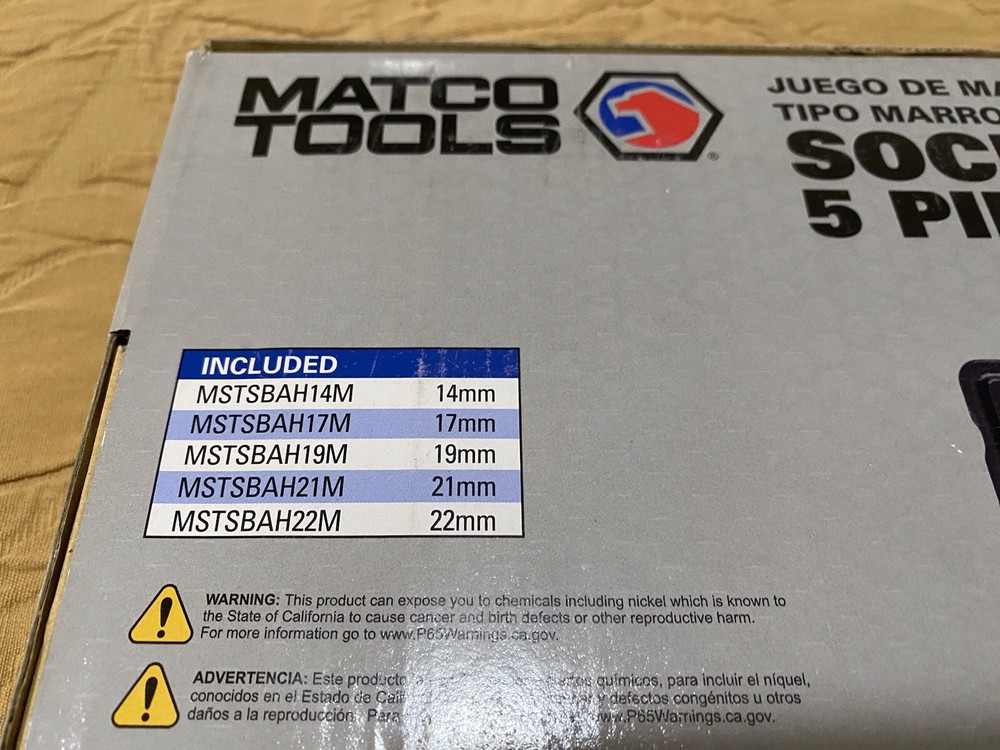 MATCO
TOOLS
®
JUEGO DE MA
TIPO MARRO
SOC
5 PI
INCLUDED
MSTSBAH14M 14mm
MSTSBAH17M 17mm
MSTSBAH19M 19mm
MSTSBAH21M 21mm
MSTSBAH22M 22mm
WARNING: This product can expose you to chemicals including nickel which is known to
the State of California to cause cancer and birth defects or other reproductive harm.
For more information go to www.P65Warnings.ca.gov.
ADVERTENCIA: Este producto químicos, para incluir el níquel,
conocidos en el Estado de y defectos congénitos u otros
daños a la reproducción. Para www.P65Warnings.ca.gov.